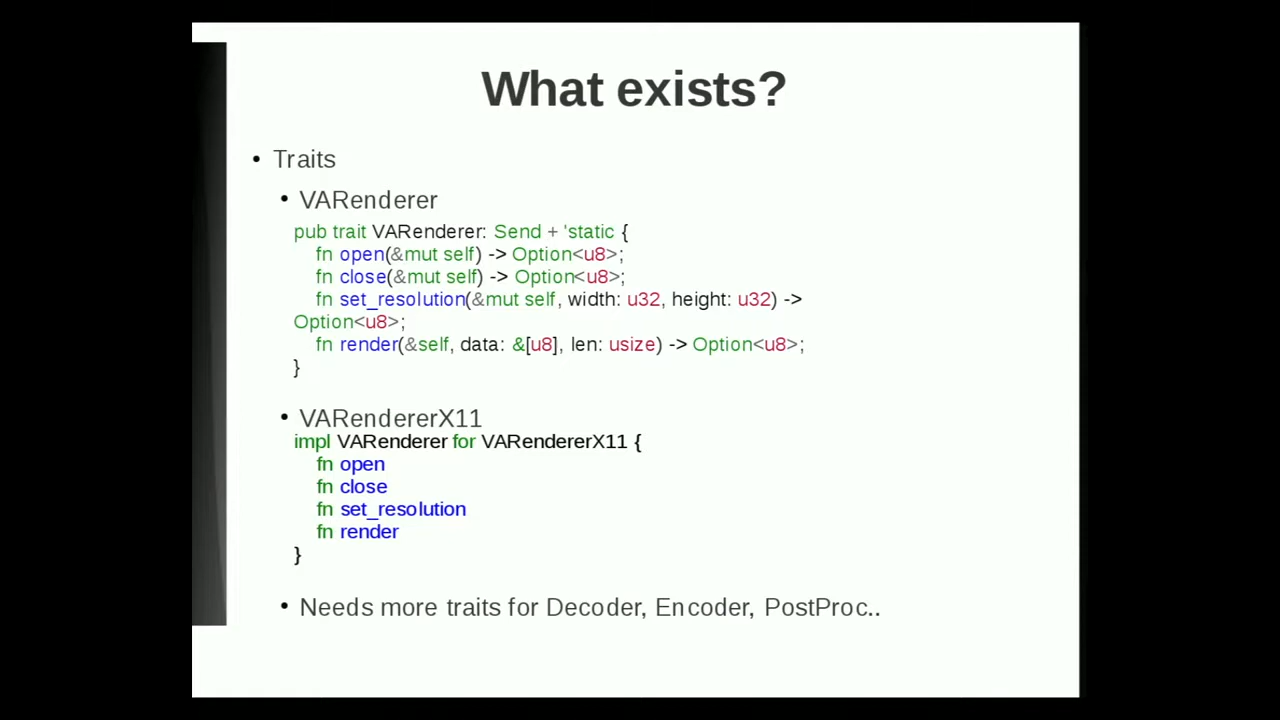 What exists?
• Traits
• VARenderer
pub trait VARenderer: Send + 'static {
fn open(&mut self) -> Option<u8>;
fn close(&mut self) -> Option<u8>;
fn set_resolution(&mut self, width: u32, height: u32) ->
Option<u8>;
fn render(&self, data: &[u8], len: usize) -> Option<u8>;
}
• VARendererX11
impl VARenderer for VARendererX11 {
fn open
fn close
fn set_resolution
fn render
}
• Needs more traits for Decoder, Encoder, PostProc..